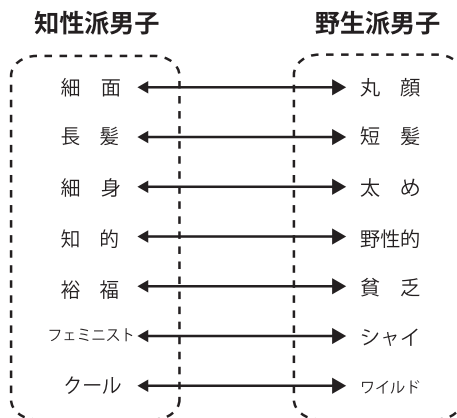 知性派男子　野生派男子
細面　丸顔
長髪　短髪
細身　太め
知的　野性的
裕福　貧乏
フェミニスト　シャイ
クール　ワイルド